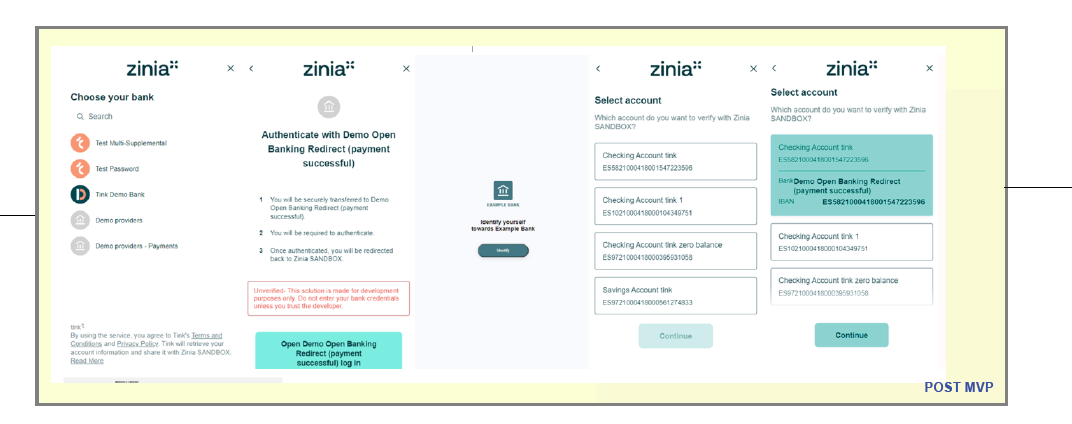 zinia
Choose your bank
Search
Test Multi-Supplemental
Test Password
Tink Demo Bank
Demo providers
Demo providers - Payments
tink
By using the service, you agree to Tink's Terms and
Conditions and Privacy Policy. Tink will retrieve your
account information and share it with Zinia SANDBOX.
Read More
zinia
Authenticate with Demo Open
Banking Redirect (payment
successful)
1 You will be securely transferred to Demo
Open Banking Redirect (payment
successful).
2 You will be required to authenticate.
3 Once authenticated, you will be redirected
back to Zinia SANDBOX.
Unverified- This solution is made for development
purposes only. Do not enter your bank credentials
unless you trust the developer.
Open Demo Open Banking
Redirect (payment
successful) log in
EXAMPLE BANK
Identify yourself
towards Example Bank
Identify
zinia
Select account
Which account do you want to verify with Zinia
SANDBOX?
Checking Account tink
ES5821000418001547223596
Checking Account tink 1
ES1021000418000104349751
Checking Account tink zero balance
ES9721000418000395931058
Savings Account tink
ES6921000418000561274833
Continue
zinia
Select account
Which account do you want to verify with Zinia
SANDBOX?
Checking Account tink
ES5821000418001547223596
Bank Demo Open Banking Redirect
(payment successful)
IBAN ES5821000418001547223596
Checking Account tink 1
ES1021000418000104349751
Checking Account tink zero balance
ES9721000418000395931058
Continue
POST MVP